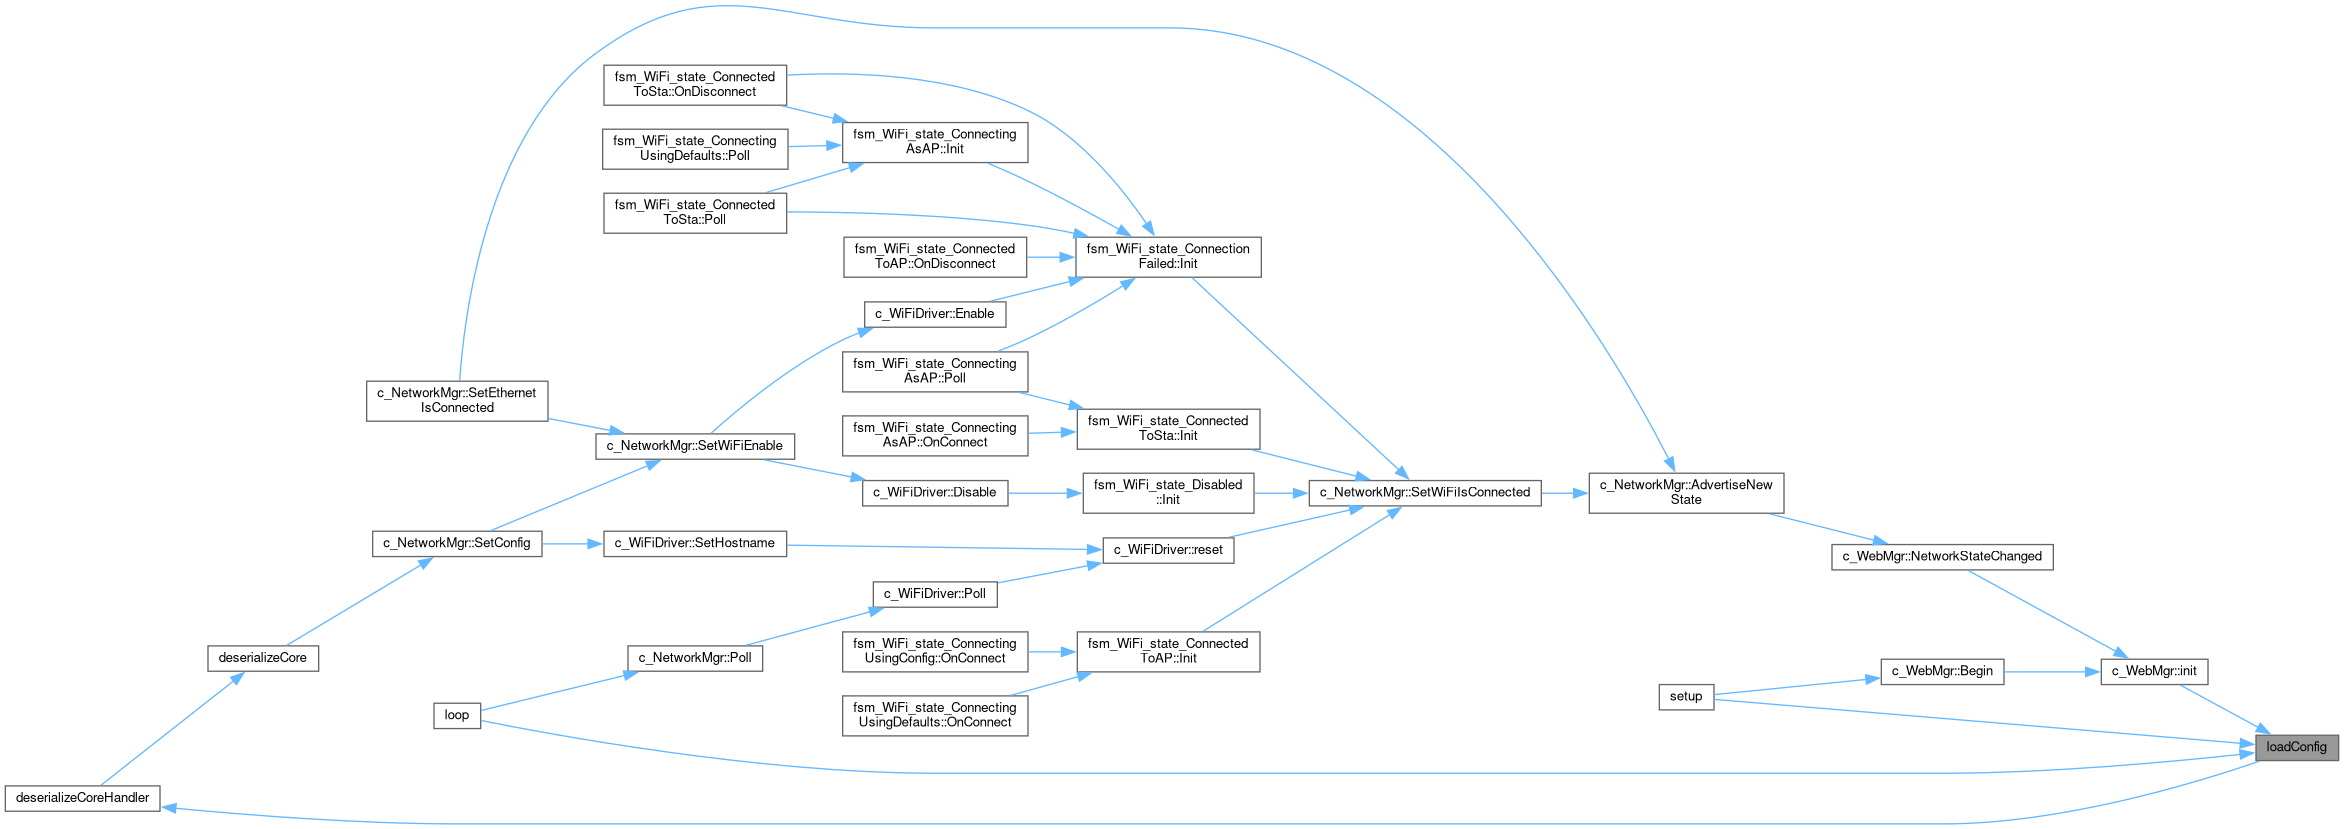 fsm_WiFi_state_Connected
ToSta::OnDisconnect
fsm_WiFi_state_Connecting
AsAP::Init
fsm_WiFi_state_Connecting
UsingDefaults::Poll
fsm_WiFi_state_Connected
ToSta::Poll
fsm_WiFi_state_Connected
ToAP::OnDisconnect
fsm_WiFi_state_Connection
Failed::Init
c_WiFiDriver::Enable
fsm_WiFi_state_Connecting
AsAP::Poll
c_NetworkMgr::SetEthernet
IsConnected
fsm_WiFi_state_Connecting
AsAP::OnConnect
fsm_WiFi_state_Connected
ToSta::Init
c_NetworkMgr::SetWiFiEnable
c_WiFiDriver::Disable
fsm_WiFi_state_Disabled
::Init
c_NetworkMgr::SetWiFiIsConnected
c_NetworkMgr::AdvertiseNew
State
c_NetworkMgr::SetConfig
c_WiFiDriver::SetHostname
c_WiFiDriver::reset
c_WebMgr::NetworkStateChanged
c_WiFiDriver::Poll
deserializeCore
c_NetworkMgr::Poll
fsm_WiFi_state_Connecting
UsingConfig::OnConnect
fsm_WiFi_state_Connected
ToAP::Init
c_WebMgr::Begin
c_WebMgr::init
setup
loop
fsm_WiFi_state_Connecting
UsingDefaults::OnConnect
loadConfig
deserializeCoreHandler